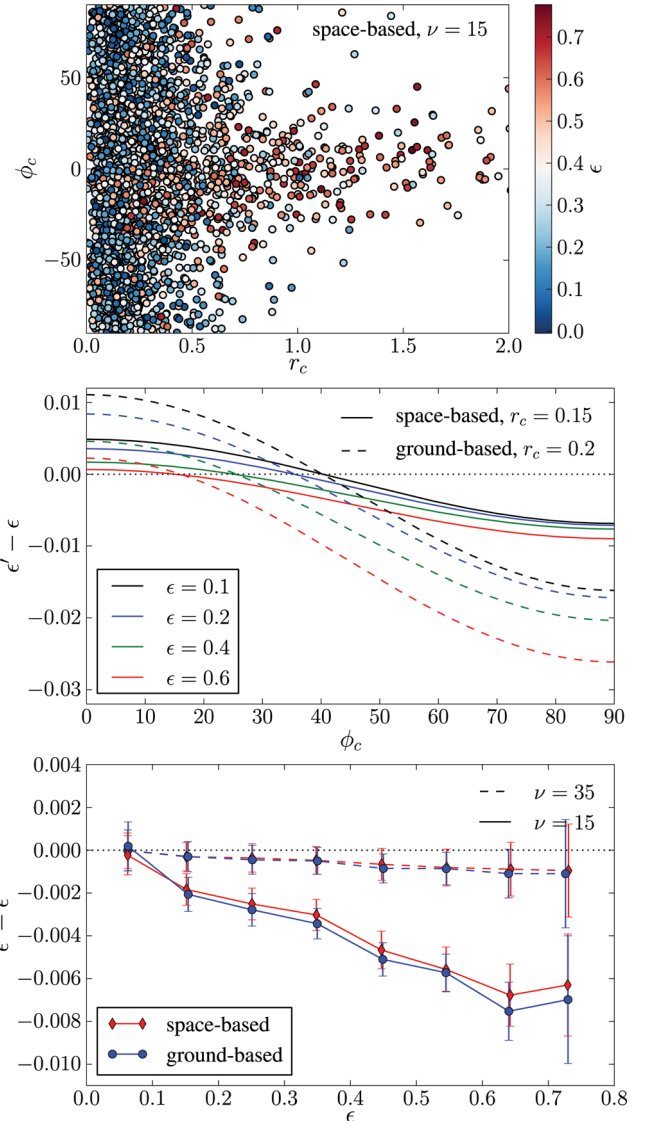 space-based, ν = 15
50
0
−50
ϕc
0.0 0.5 1.0 1.5 2.0
rc
0.7
0.6
0.5
0.4
0.3
0.2
0.1
0.0
ϵ
0.01
0.00
−0.01
−0.02
−0.03
ϵ′ − ϵ
space-based, rc = 0.15
ground-based, rc = 0.2
ϵ = 0.1
ϵ = 0.2
ϵ = 0.4
ϵ = 0.6
0 10 20 30 40 50 60 70 80 90
ϕc
0.004
0.002
0.000
−0.002
−0.004
−0.006
−0.008
−0.010
ν = 35
ν = 15
space-based
ground-based
0.0 0.1 0.2 0.3 0.4 0.5 0.6 0.7 0.8
ϵ